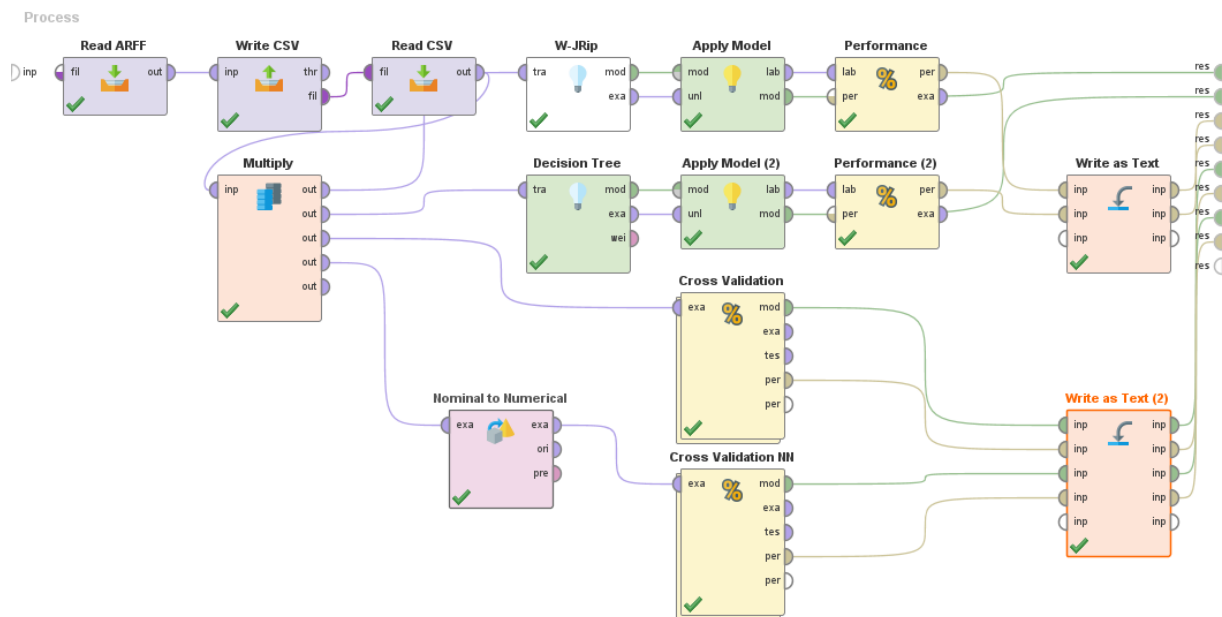 Process
Read ARFF
Write CSV
Read CSV
W-JRip
Apply Model
Performance
inp
fil
out
inp
thr
fil
fil
out
tra
mod
exa
mod
unl
lab
mod
lab
per
per
exa
res
res
res
res
res
res
res
res
res
Multiply
Decision Tree
Apply Model (2)
Performance (2)
Write as Text
inp
out
out
out
out
out
tra
mod
exa
wei
mod
unl
lab
mod
lab
per
per
exa
inp
inp
inp
inp
inp
inp
Cross Validation
exa
mod
exa
tes
per
per
Nominal to Numerical
exa
exa
ori
pre
Write as Text (2)
inp
inp
inp
inp
inp
inp
inp
inp
inp
inp
Cross Validation NN
exa
mod
exa
tes
per
per